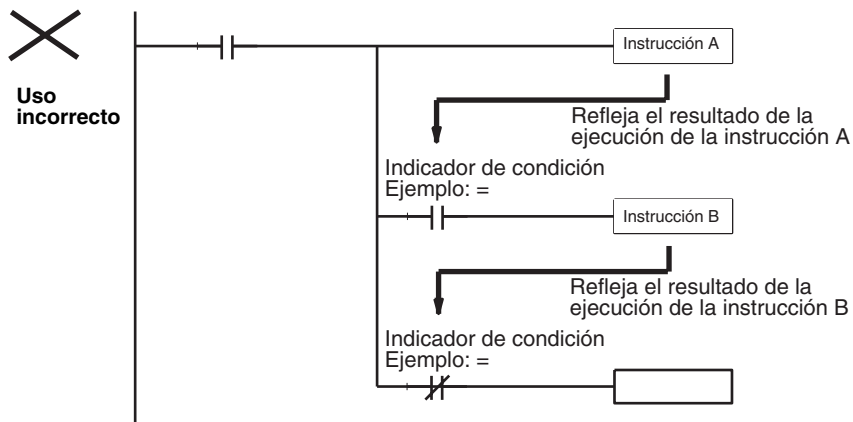 Instrucción A
Uso
incorrecto
Refleja el resultado de la
ejecución de la instrucción A
Indicador de condición
Ejemplo: =
Instrucción B
Refleja el resultado de la
ejecución de la instrucción B
Indicador de condición
Ejemplo: =